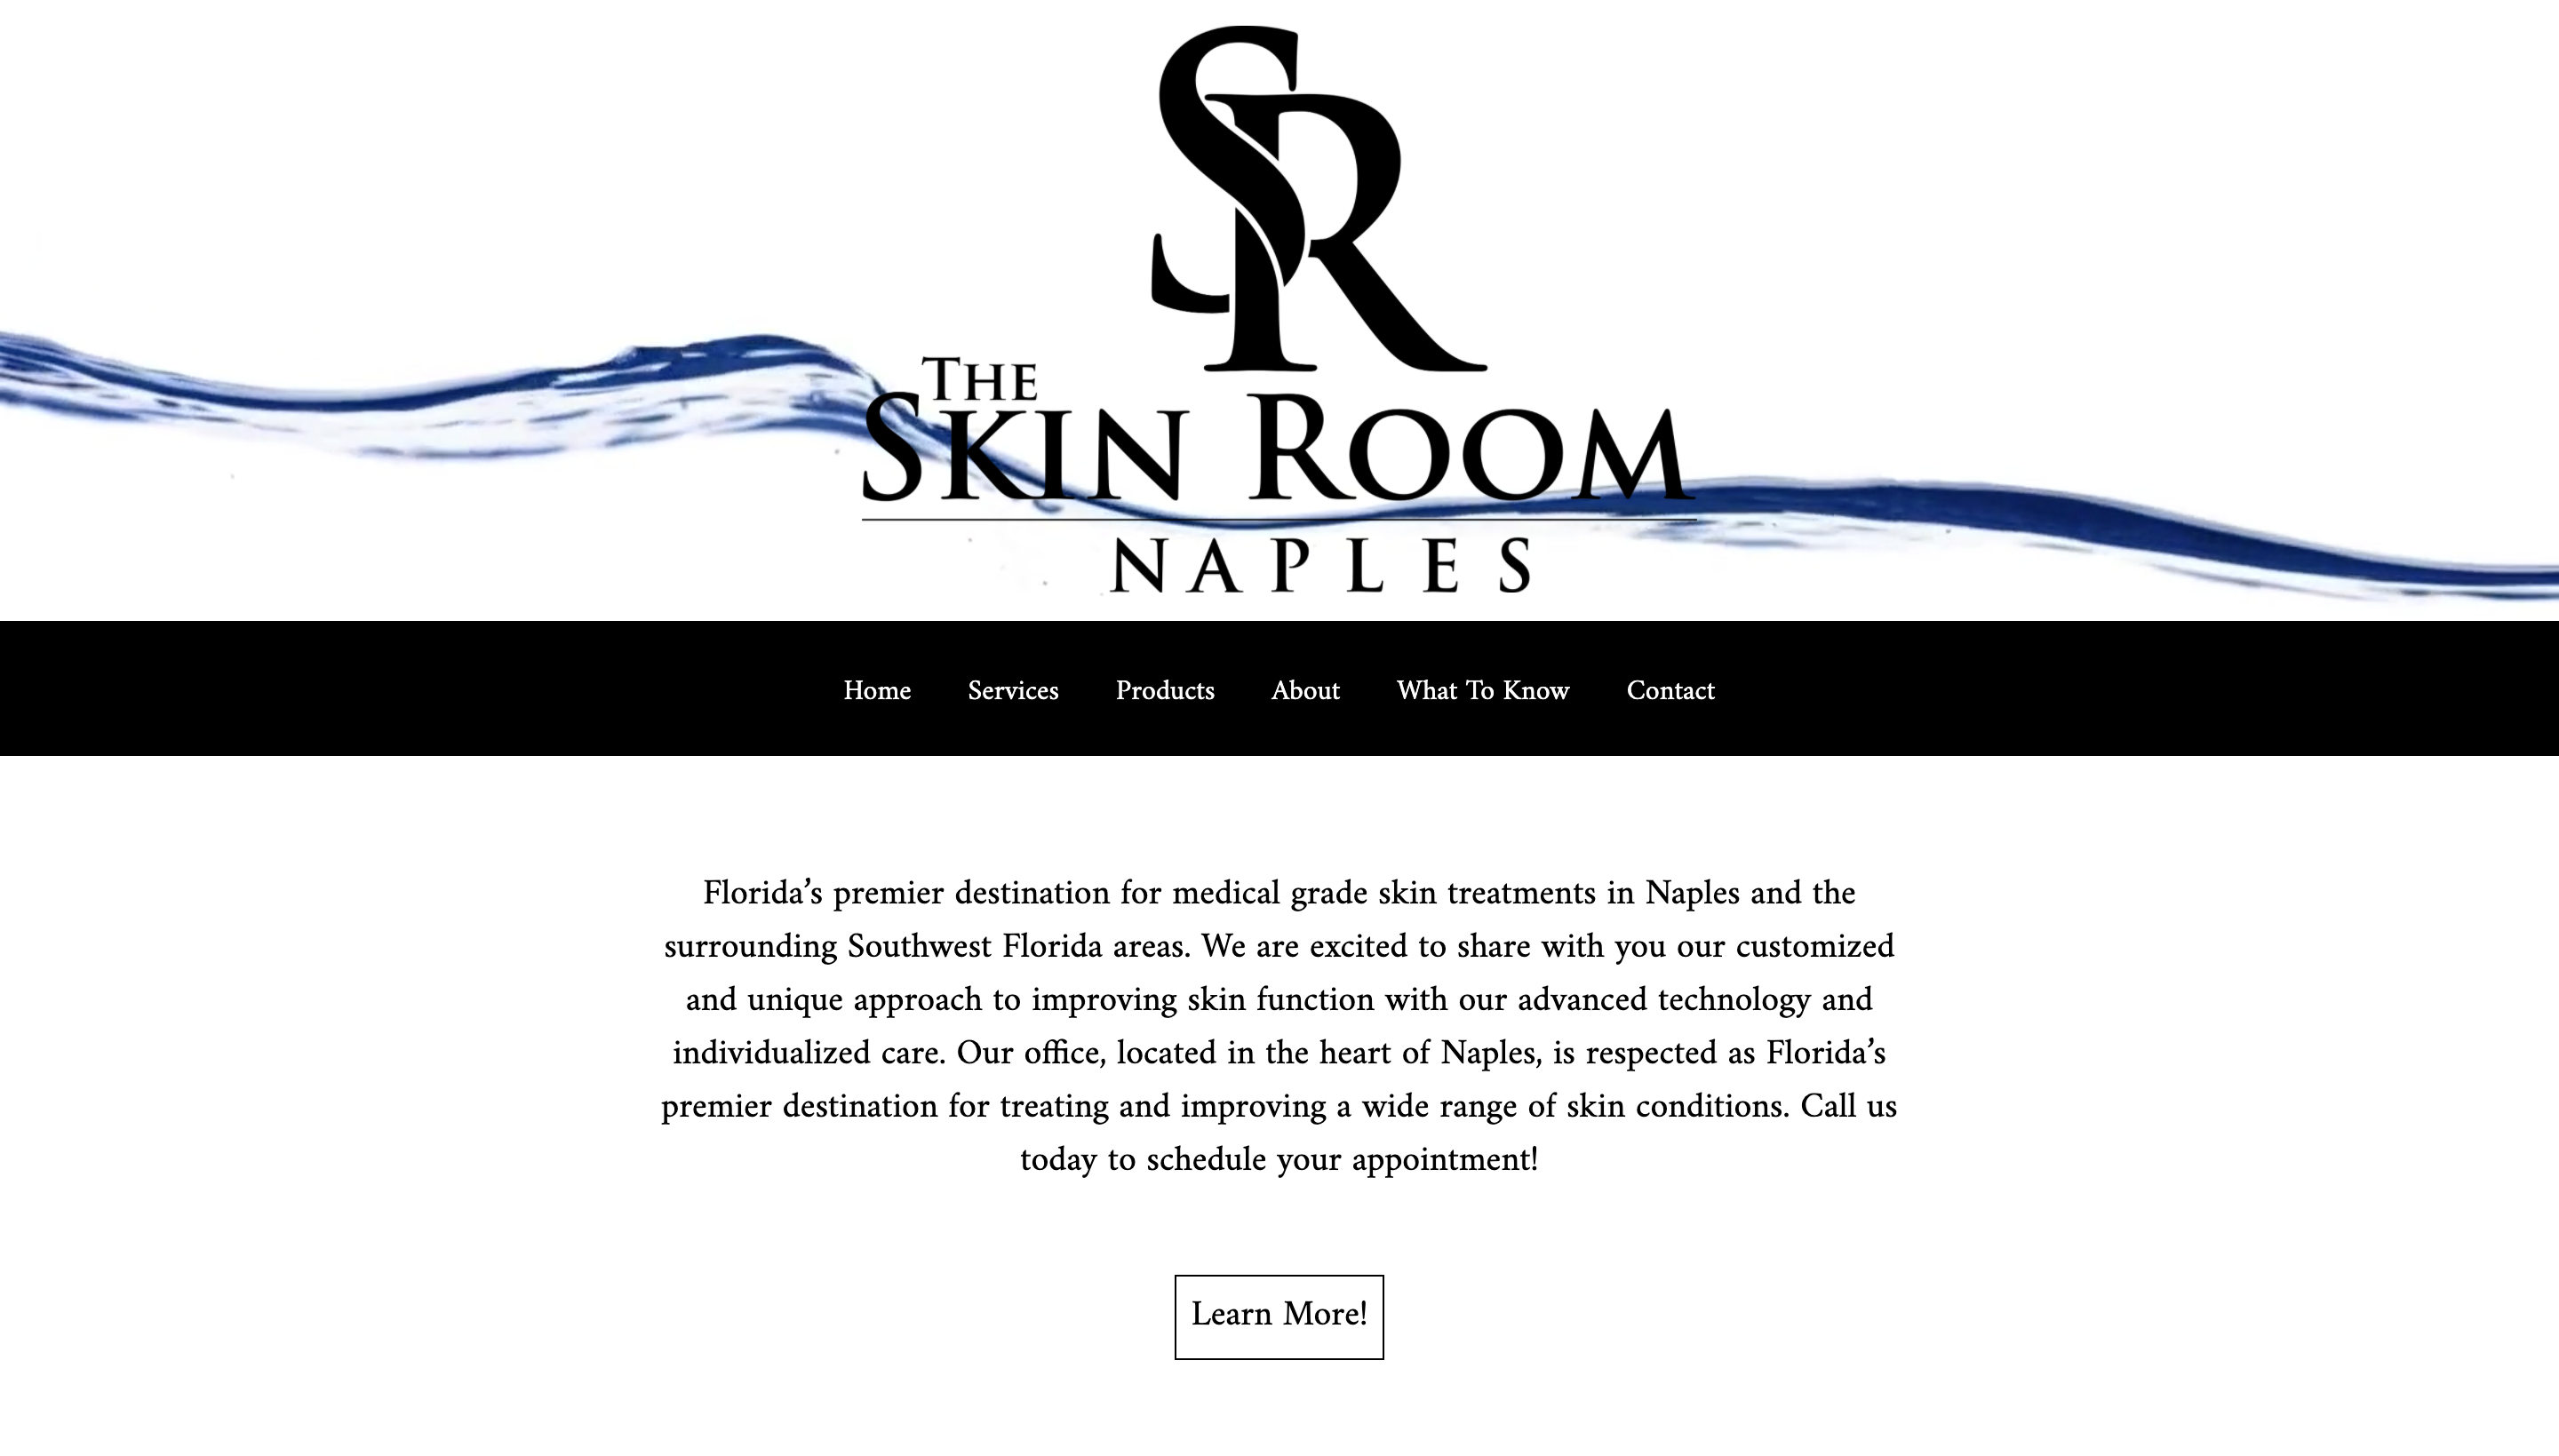 SR
THE
SKIN ROOM
NAPLES
Home Services Products About What To Know Contact
Florida’s premier destination for medical grade skin treatments in Naples and the
surrounding Southwest Florida areas. We are excited to share with you our customized
and unique approach to improving skin function with our advanced technology and
individualized care. Our office, located in the heart of Naples, is respected as Florida’s
premier destination for treating and improving a wide range of skin conditions. Call us
today to schedule your appointment!
Learn More!